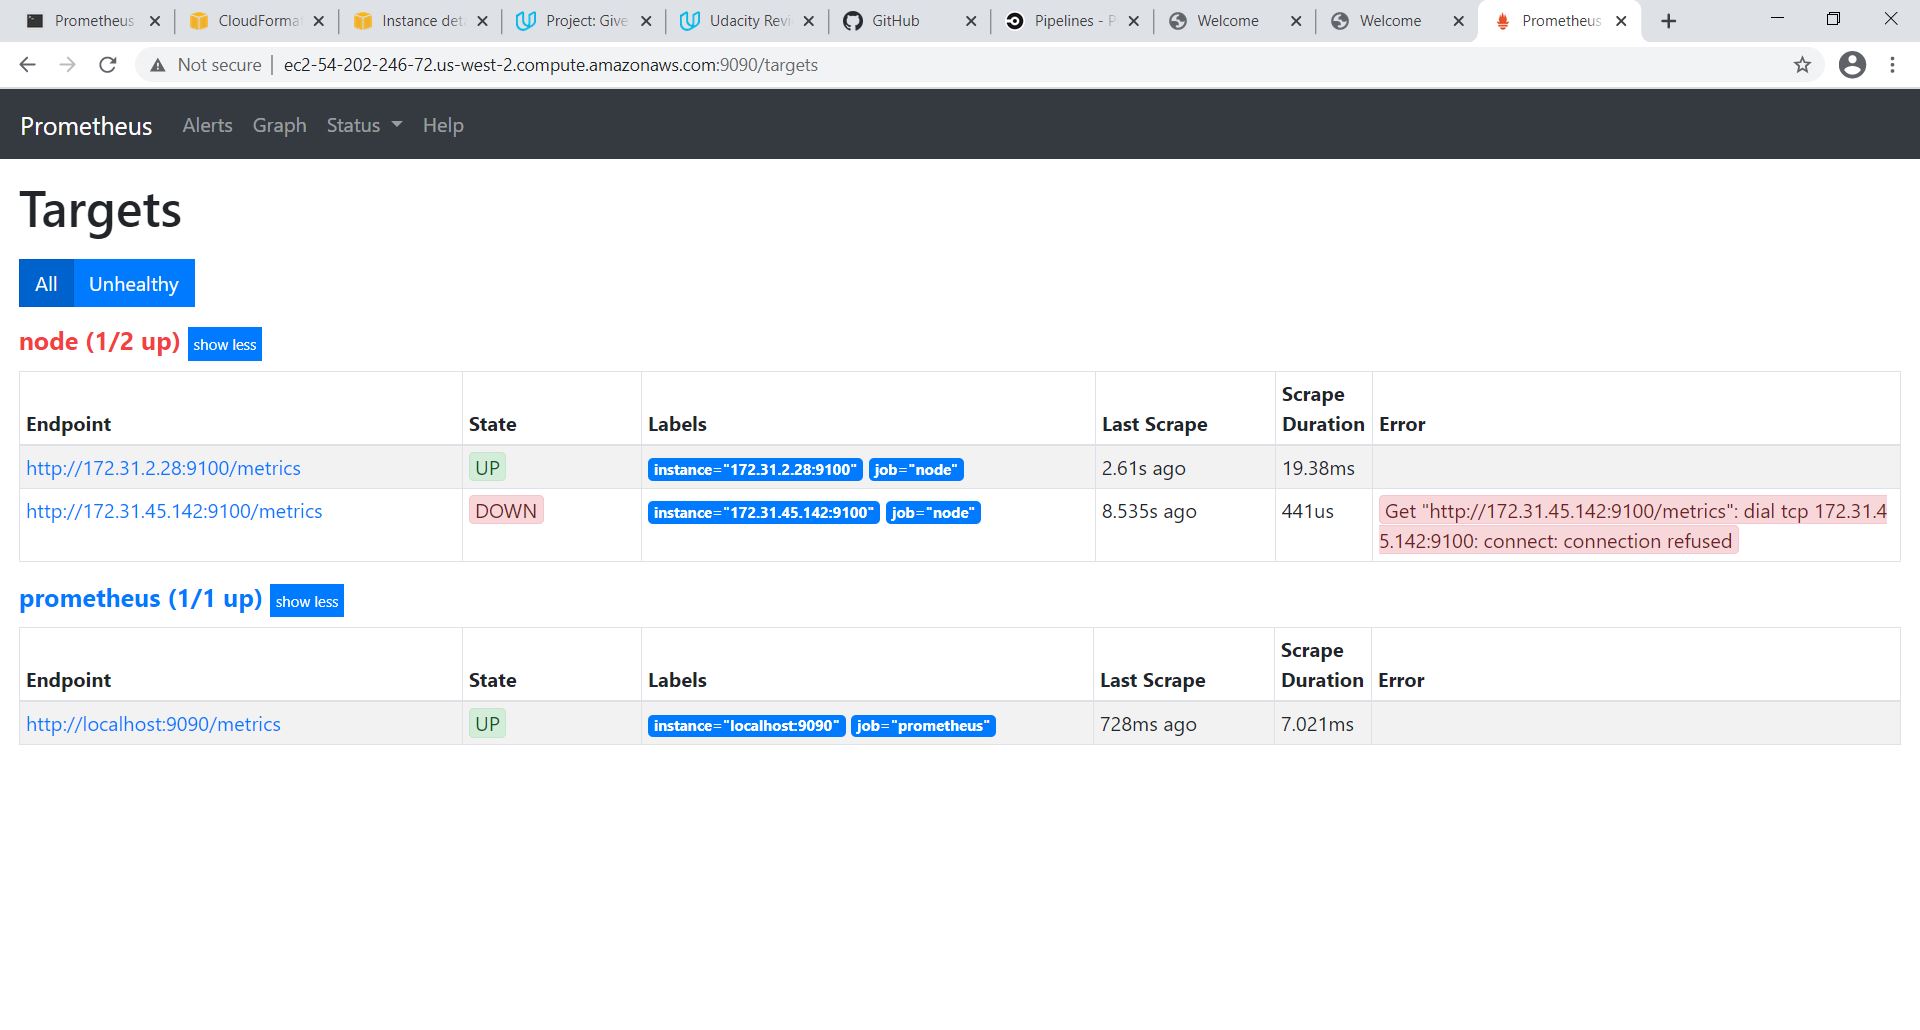 Prometheus
CloudFormat
Instance deta
Project: Give
Udacity Revi
GitHub
Pipelines - P
Welcome
Welcome
Prometheus
Not secure
ec2-54-202-246-72.us-west-2.compute.amazonaws.com:9090/targets
Prometheus Alerts Graph Status Help
Targets
All Unhealthy
node (1/2 up) show less
Endpoint State Labels Last Scrape Scrape Duration Error
http://172.31.2.28:9100/metrics UP instance="172.31.2.28:9100" job="node" 2.61s ago 19.38ms
http://172.31.45.142:9100/metrics DOWN instance="172.31.45.142:9100" job="node" 8.535s ago 441us Get "http://172.31.45.142:9100/metrics": dial tcp 172.31.4
5.142:9100: connect: connection refused
prometheus (1/1 up) show less
Endpoint State Labels Last Scrape Scrape Duration Error
http://localhost:9090/metrics UP instance="localhost:9090" job="prometheus" 728ms ago 7.021ms